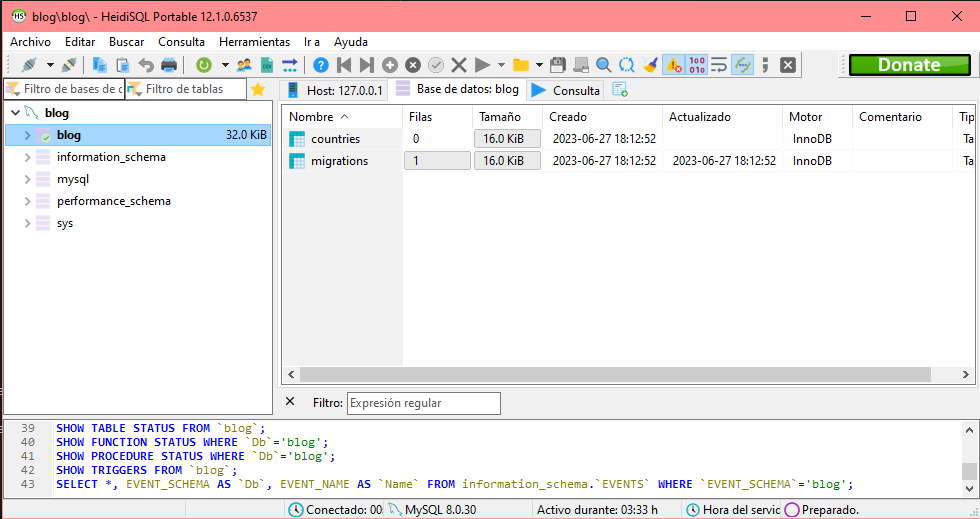 blog\blog\ - HeidiSQL Portable 12.1.0.6537
Archivo Editar Buscar Consulta Herramientas Ir a Ayuda
Donate
Filtro de bases de c Filtro de tablas
Host: 127.0.0.1 Base de datos: blog Consulta
blog
blog 32.0 KiB
information_schema
mysql
performance_schema
sys
Nombre Filas Tamaño Creado Actualizado Motor Comentario Tip
countries 0 16.0 KiB 2023-06-27 18:12:52 InnoDB Ta
migrations 1 16.0 KiB 2023-06-27 18:12:52 2023-06-27 18:12:52 InnoDB Ta
Filtro: Expresión regular
39 SHOW TABLE STATUS FROM `blog`;
40 SHOW FUNCTION STATUS WHERE `Db`='blog';
41 SHOW PROCEDURE STATUS WHERE `Db`='blog';
42 SHOW TRIGGERS FROM `blog`;
43 SELECT *, EVENT_SCHEMA AS `Db`, EVENT_NAME AS `Name` FROM information_schema.`EVENTS` WHERE `EVENT_SCHEMA`='blog';
Conectado: 00 MySQL 8.0.30 Activo durante: 03:33 h Hora del servic Preparado.